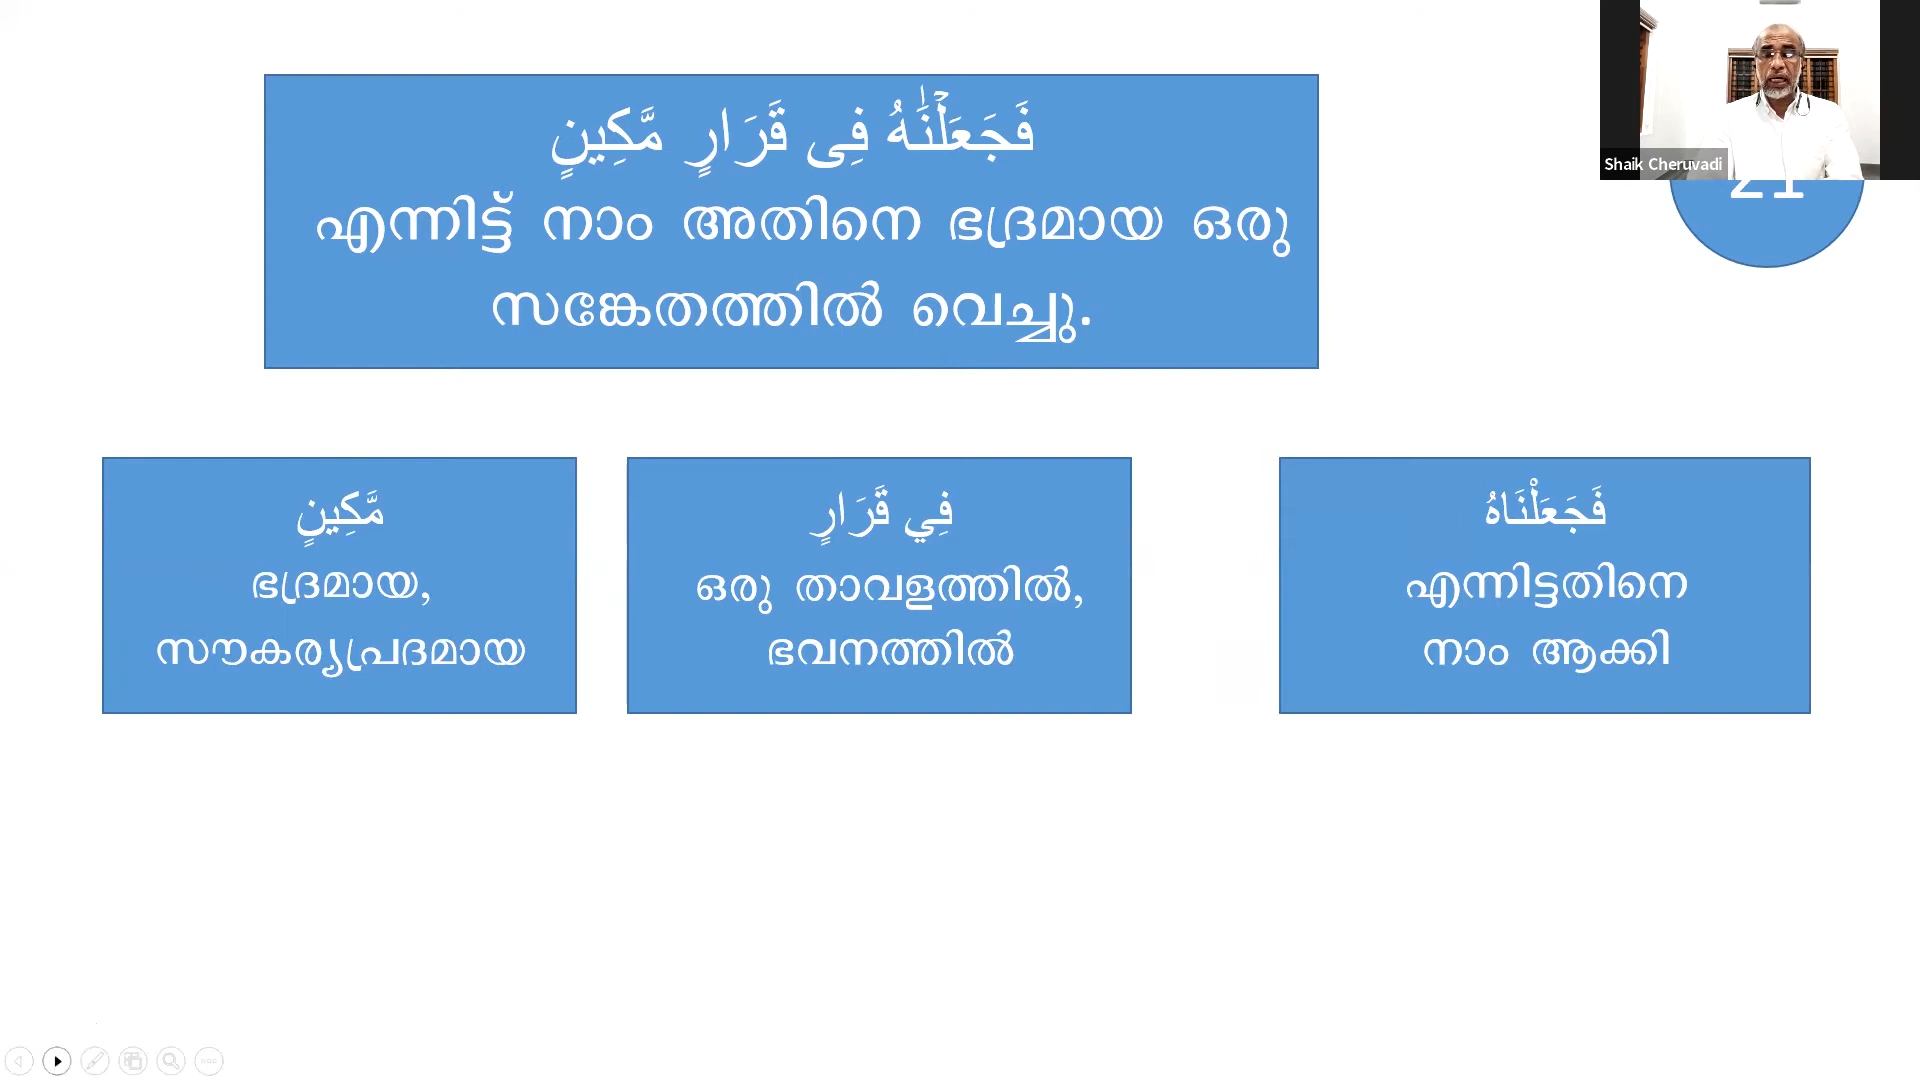 فَجَعَلْنَٰهُ فِى قَرَارٍ مَّكِينٍ
എന്നിട്ട് നാം അതിനെ ഭദ്രമായ ഒരു
സങ്കേതത്തിൽ വെച്ചു.
Shaik Cheruvadi
21
فَجَعَلْنَاهُ
എന്നിട്ടതിനെ
നാം ആക്കി
فِي قَرَارٍ
ഒരു താവളത്തിൽ,
ഭവനത്തിൽ
مَّكِينٍ
ഭദ്രമായ,
സൗകര്യപ്രദമായ